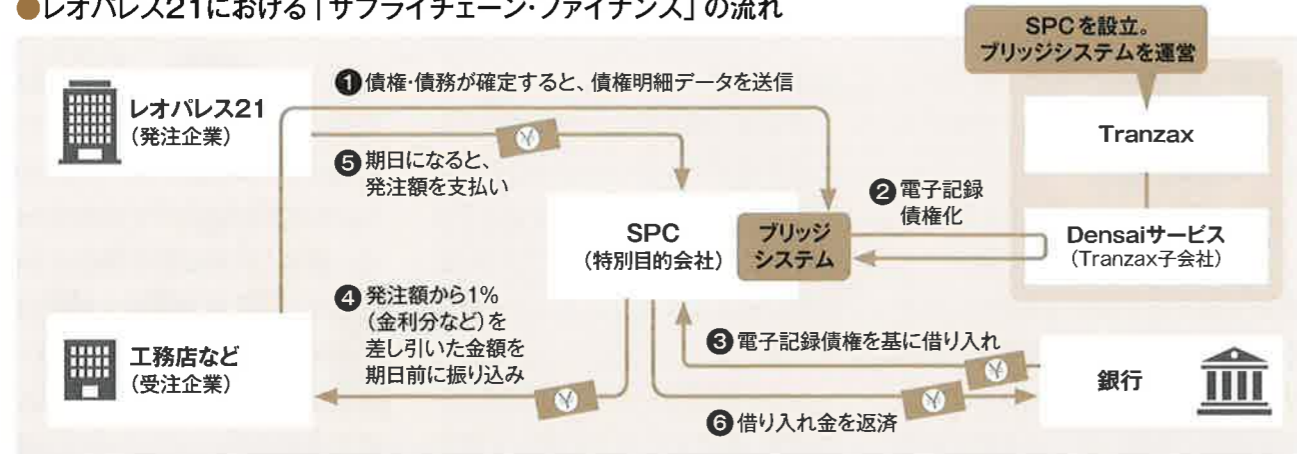 ●レオパレス21における「サプライチェーン・ファイナンス」の流れ
SPCを設立。
ブリッジシステムを運営
レオパレス21
(発注企業)
❶債権・債務が確定すると、債権明細データを送信
¥
❺期日になると、
発注額を支払い
Tranzax
❷電子記録
債権化
SPC
(特別目的会社)
ブリッジ
システム
Densaiサービス
(Tranzax子会社)
❹発注額から1%
(金利分など)を
差し引いた金額を
期日前に振り込み
❸電子記録債権を基に借り入れ
工務店など
(受注企業)
¥
¥
銀行
¥
❻借り入れ金を返済